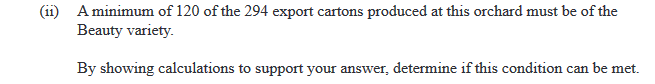 (ii) A minimum of 120 of the 294 export cartons produced at this orchard must be of the
Beauty variety.
By showing calculations to support your answer, determine if this condition can be met.